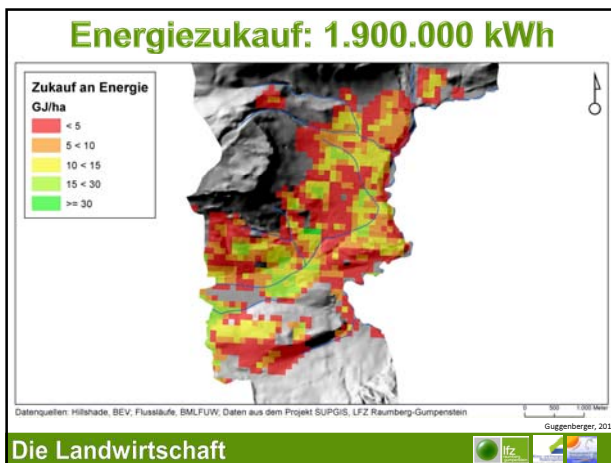 Energiezukauf: 1.900.000 kWh
Zukauf an Energie
GJ/ha
< 5
5 < 10
10 < 15
15 < 30
>= 30
Datenquellen: Hillshade, BEV; Flussläufe, BMLFUW; Daten aus dem Projekt SUPGIS, LFZ Raumberg-Gumpenstein
0 500 1.000 Meter
Guggenberger, 201
Die Landwirtschaft
lfz